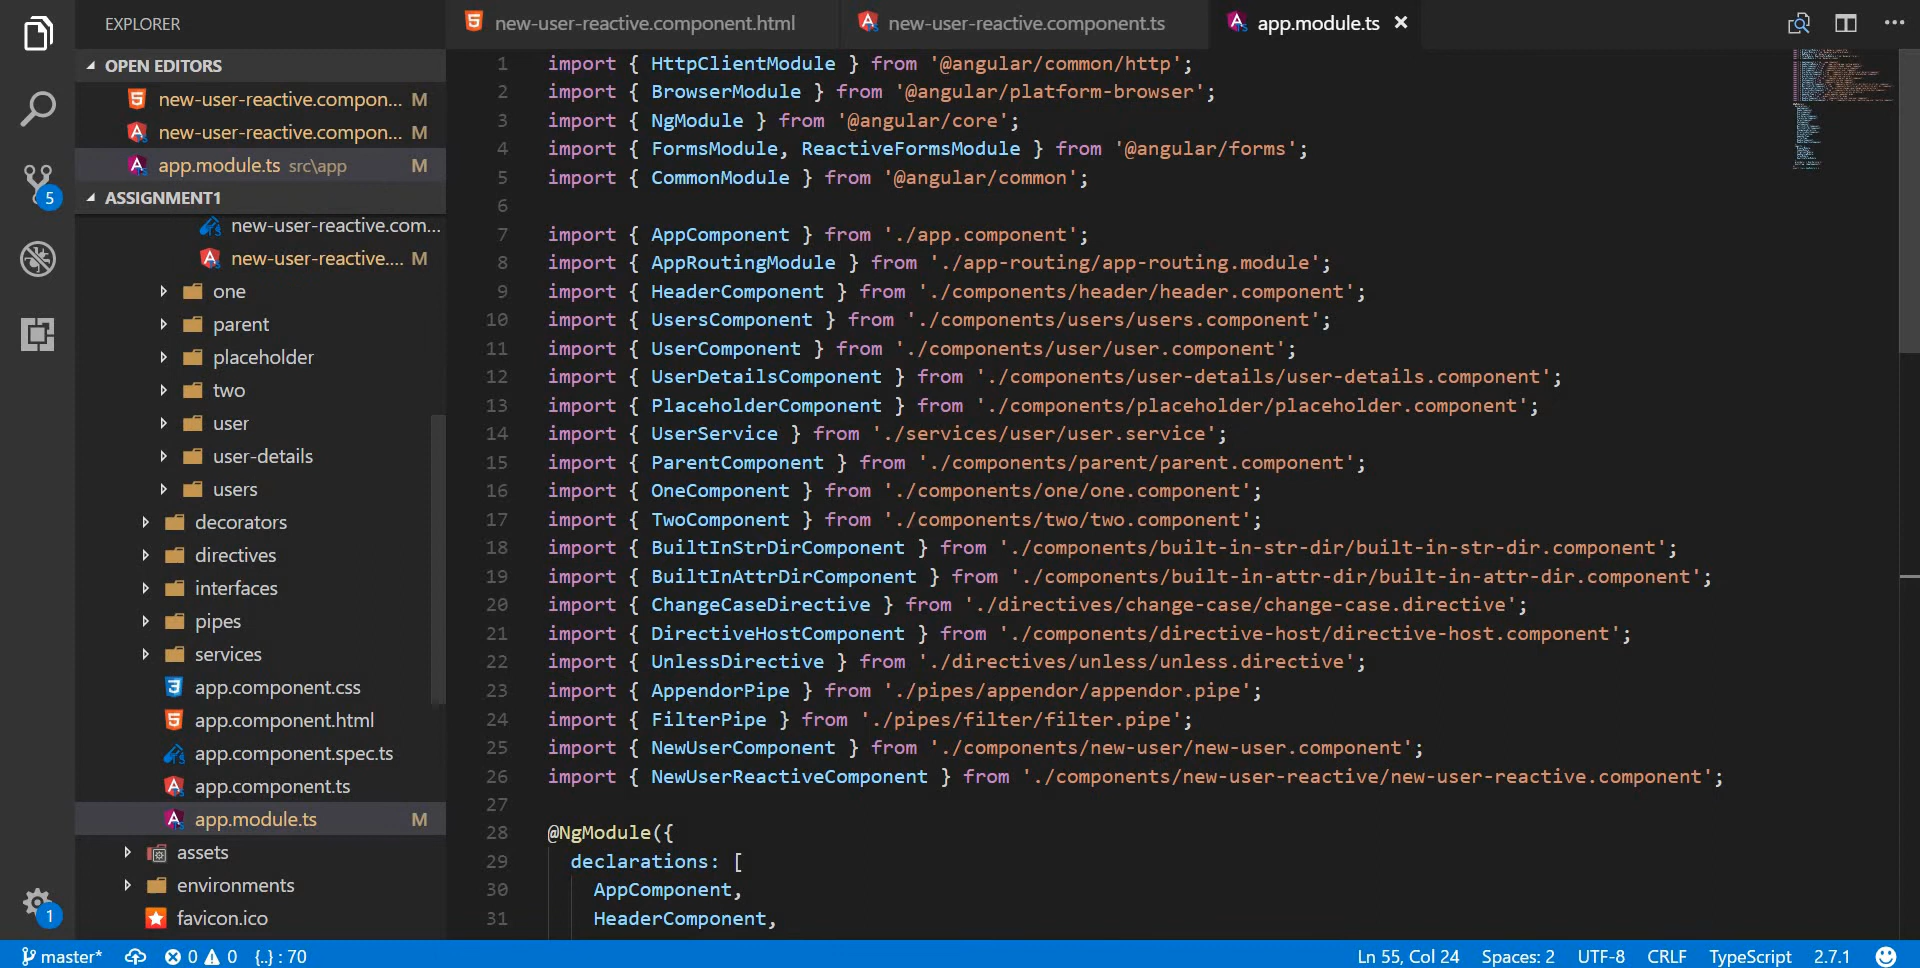 EXPLORER
OPEN EDITORS
new-user-reactive.compon... M
new-user-reactive.compon... M
app.module.ts src\app M
ASSIGNMENT1
new-user-reactive.com...
new-user-reactive.... M
one
parent
placeholder
two
user
user-details
users
decorators
directives
interfaces
pipes
services
app.component.css
app.component.html
app.component.spec.ts
app.component.ts
app.module.ts M
assets
environments
favicon.ico
5
1
new-user-reactive.component.html
new-user-reactive.component.ts
app.module.ts ×
1 import { HttpClientModule } from '@angular/common/http';
2 import { BrowserModule } from '@angular/platform-browser';
3 import { NgModule } from '@angular/core';
4 import { FormsModule, ReactiveFormsModule } from '@angular/forms';
5 import { CommonModule } from '@angular/common';
6
7 import { AppComponent } from './app.component';
8 import { AppRoutingModule } from './app-routing/app-routing.module';
9 import { HeaderComponent } from './components/header/header.component';
10 import { UsersComponent } from './components/users/users.component';
11 import { UserComponent } from './components/user/user.component';
12 import { UserDetailsComponent } from './components/user-details/user-details.component';
13 import { PlaceholderComponent } from './components/placeholder/placeholder.component';
14 import { UserService } from './services/user/user.service';
15 import { ParentComponent } from './components/parent/parent.component';
16 import { OneComponent } from './components/one/one.component';
17 import { TwoComponent } from './components/two/two.component';
18 import { BuiltInStrDirComponent } from './components/built-in-str-dir/built-in-str-dir.component';
19 import { BuiltInAttrDirComponent } from './components/built-in-attr-dir/built-in-attr-dir.component';
20 import { ChangeCaseDirective } from './directives/change-case/change-case.directive';
21 import { DirectiveHostComponent } from './components/directive-host/directive-host.component';
22 import { UnlessDirective } from './directives/unless/unless.directive';
23 import { AppendorPipe } from './pipes/appendor/appendor.pipe';
24 import { FilterPipe } from './pipes/filter/filter.pipe';
25 import { NewUserComponent } from './components/new-user/new-user.component';
26 import { NewUserReactiveComponent } from './components/new-user-reactive/new-user-reactive.component';
27
28 @NgModule({
29 declarations: [
30 AppComponent,
31 HeaderComponent,
master* 0 0 {..} : 70 Ln 55, Col 24 Spaces: 2 UTF-8 CRLF TypeScript 2.7.1